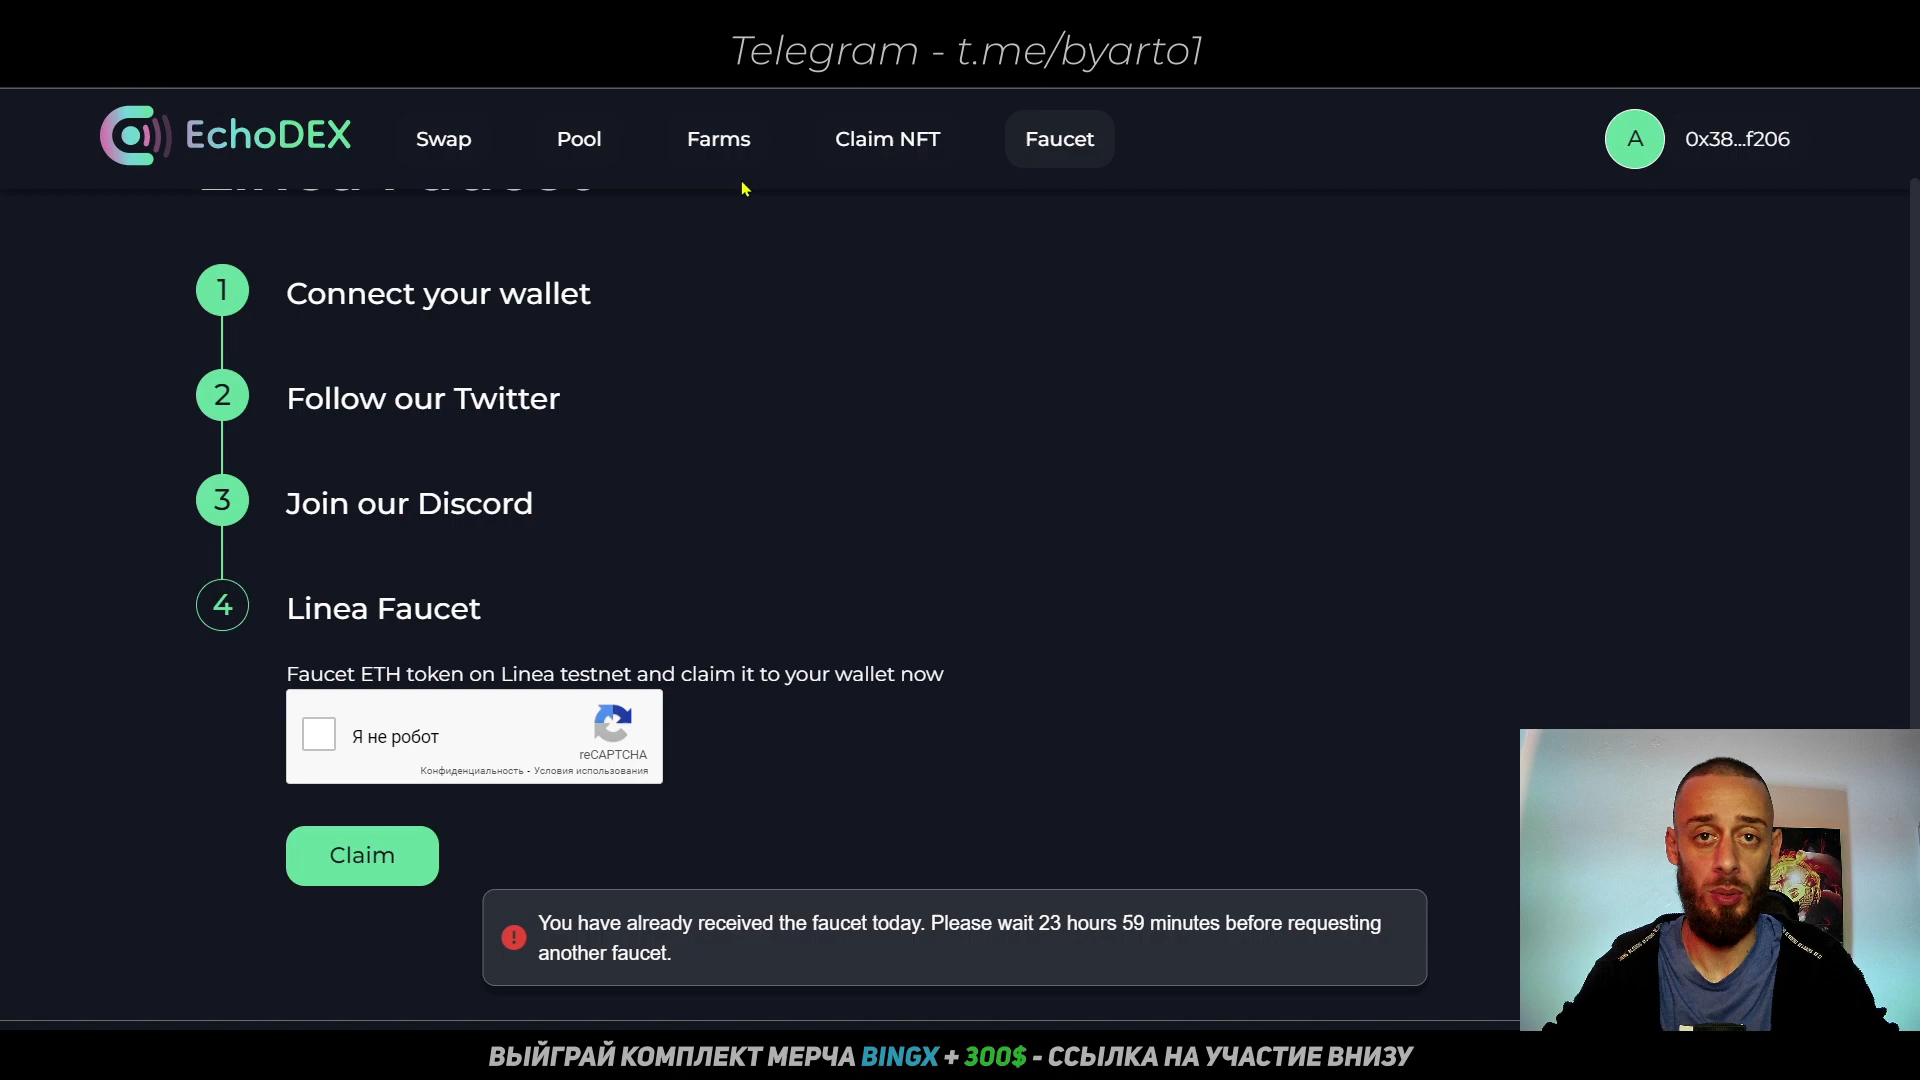 Telegram - t.me/byarto1
EchoDEX
Swap
Pool
Farms
Claim NFT
Faucet
A
0x38...f206
Linea Faucet
1
Connect your wallet
2
Follow our Twitter
3
Join our Discord
4
Linea Faucet
Faucet ETH token on Linea testnet and claim it to your wallet now
Я не робот
reCAPTCHA
Конфиденциальность - Условия использования
Claim
You have already received the faucet today. Please wait 23 hours 59 minutes before requesting
another faucet.
ВЫЙГРАЙ КОМПЛЕКТ МЕРЧА BINGX + 300$ - ССЫЛКА НА УЧАСТИЕ ВНИЗУ